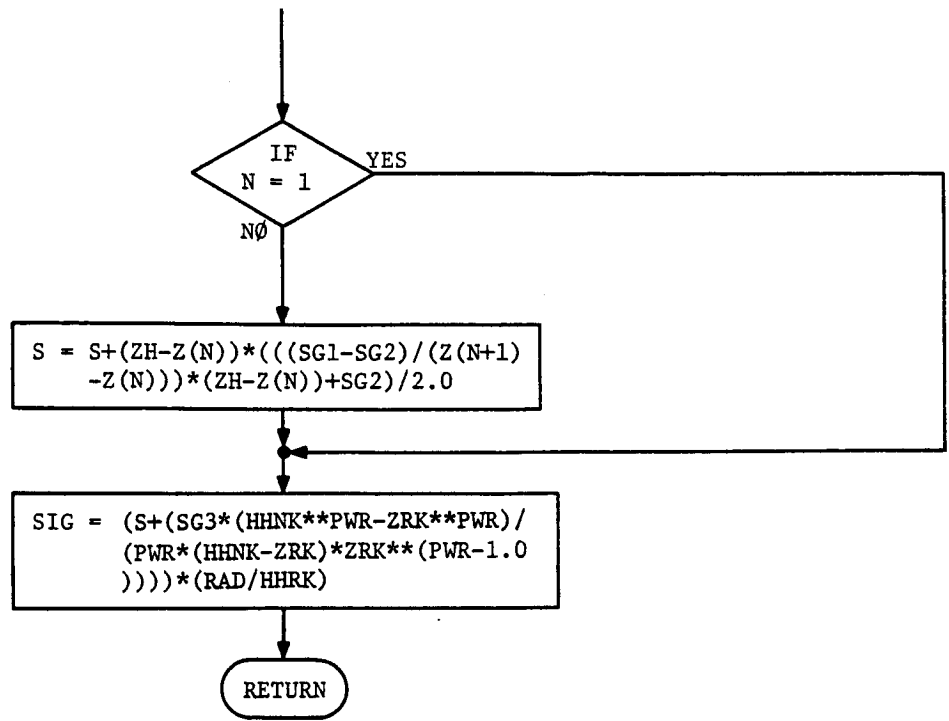 IF
N = 1
YES
NØ
S = S+(ZH-Z(N))*(((SG1-SG2)/(Z(N+1)
-Z(N)))*(ZH-Z(N))+SG2)/2.0
SIG = (S+(SG3*(HHNK**PWR-ZRK**PWR)/
(PWR*(HHNK-ZRK)*ZRK**(PWR-1.0
))))*(RAD/HHRK)
RETURN